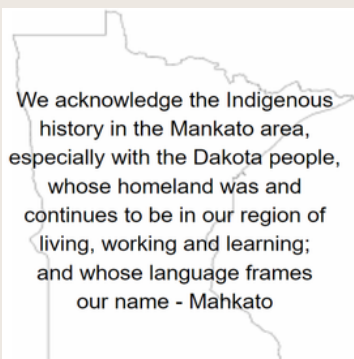 We acknowledge the Indigenous
history in the Mankato area,
especially with the Dakota people,
whose homeland was and
continues to be in our region of
living, working and learning;
and whose language frames
our name - Mahkato